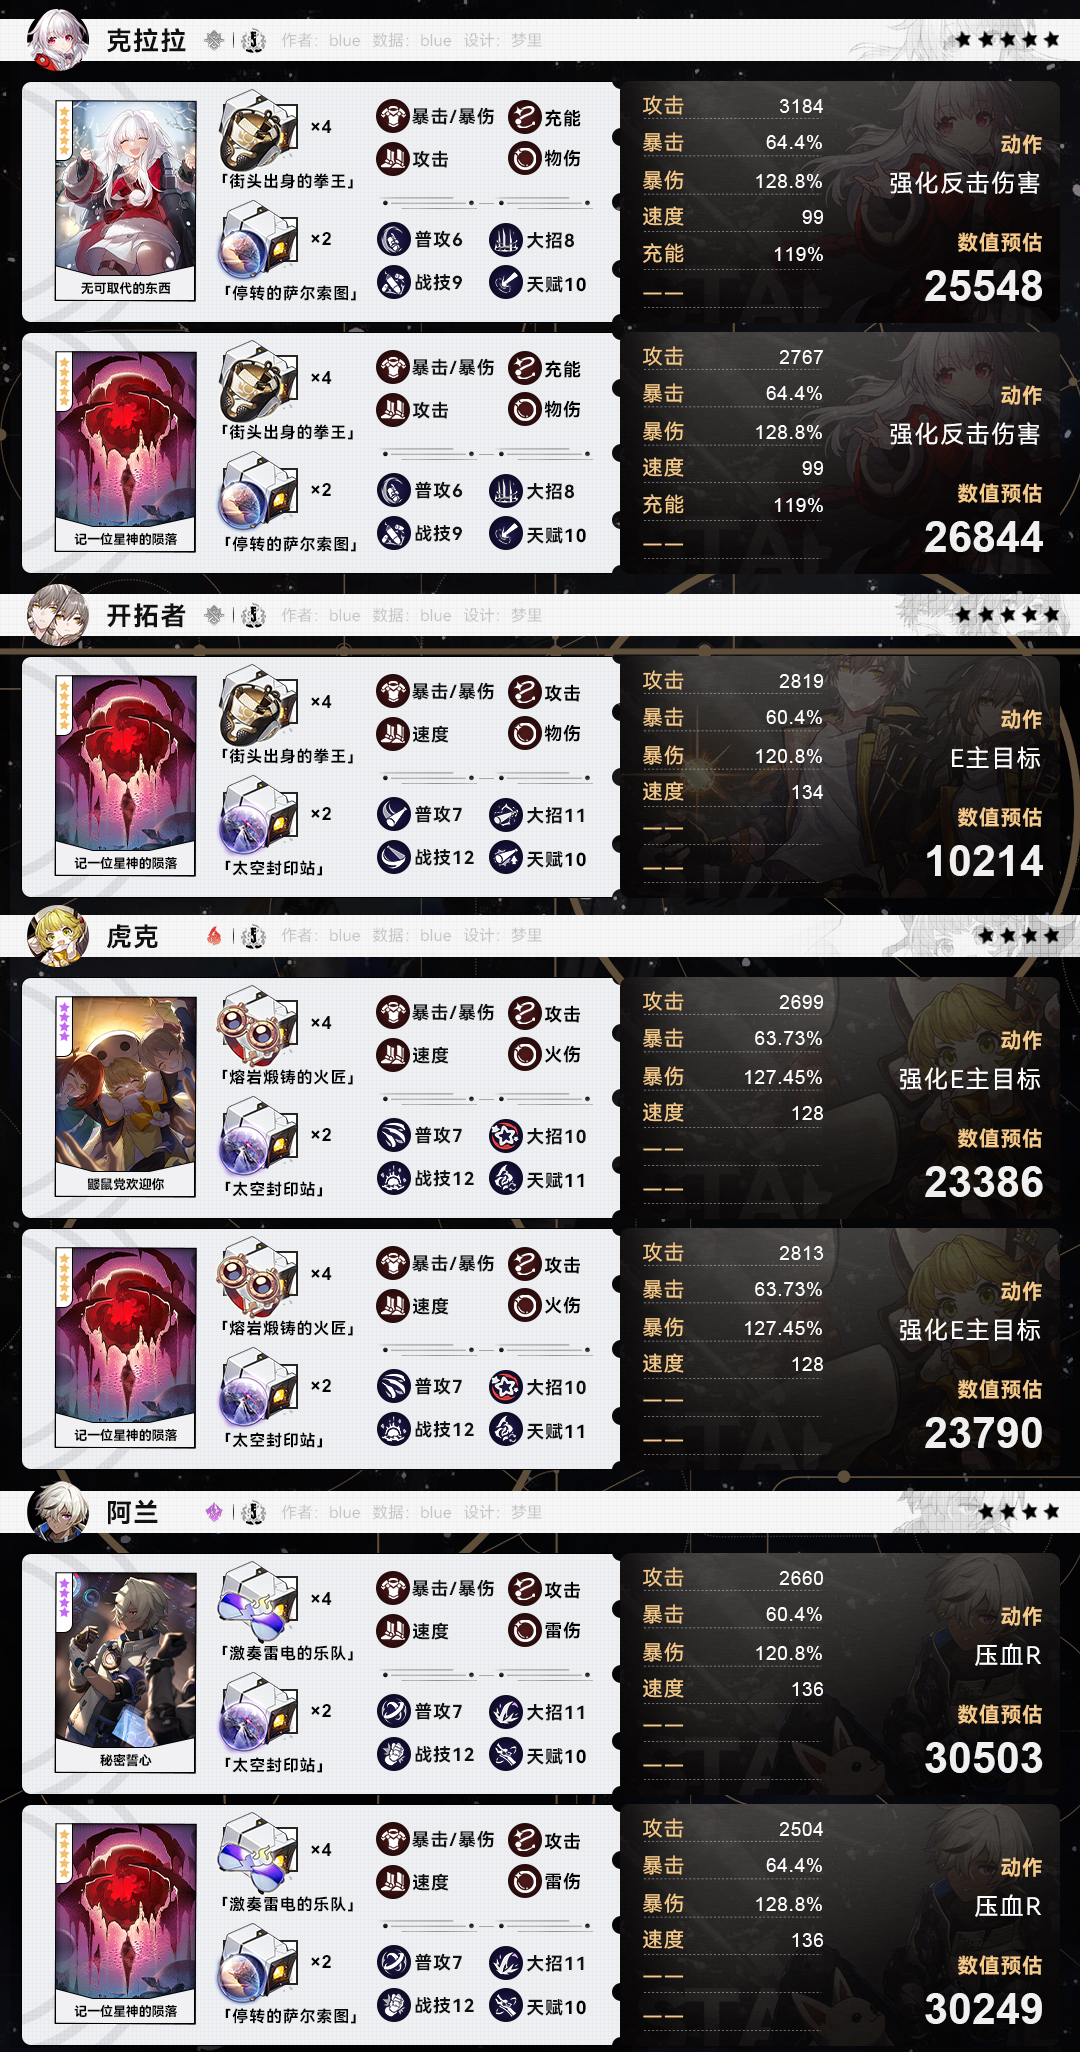 克拉拉 5 作者：blue 数据：blue 设计：梦里
无可取代的东西
×4
「街头出身的拳王」
×2
「停转的萨尔索图」
暴击/暴伤 充能
攻击 物伤
普攻6 大招8
战技9 天赋10
攻击 3184
暴击 64.4%
暴伤 128.8%
速度 99
充能 119%
——
动作
强化反击伤害
数值预估
25548
记一位星神的陨落
×4
「街头出身的拳王」
×2
「停转的萨尔索图」
暴击/暴伤 充能
攻击 物伤
普攻6 大招8
战技9 天赋10
攻击 2767
暴击 64.4%
暴伤 128.8%
速度 99
充能 119%
——
动作
强化反击伤害
数值预估
26844
开拓者 5 作者：blue 数据：blue 设计：梦里
记一位星神的陨落
×4
「街头出身的拳王」
×2
「太空封印站」
暴击/暴伤 攻击
速度 物伤
普攻7 大招11
战技12 天赋10
攻击 2819
暴击 60.4%
暴伤 120.8%
速度 134
——
——
动作
E主目标
数值预估
10214
虎克 5 作者：blue 数据：blue 设计：梦里
鼹鼠党欢迎你
×4
「熔岩煅铸的火匠」
×2
「太空封印站」
暴击/暴伤 攻击
速度 火伤
普攻7 大招10
战技12 天赋11
攻击 2699
暴击 63.73%
暴伤 127.45%
速度 128
——
——
动作
强化E主目标
数值预估
23386
记一位星神的陨落
×4
「熔岩煅铸的火匠」
×2
「太空封印站」
暴击/暴伤 攻击
速度 火伤
普攻7 大招10
战技12 天赋11
攻击 2813
暴击 63.73%
暴伤 127.45%
速度 128
——
——
动作
强化E主目标
数值预估
23790
阿兰 5 作者：blue 数据：blue 设计：梦里
秘密誓心
×4
「激奏雷电的乐队」
×2
「太空封印站」
暴击/暴伤 攻击
速度 雷伤
普攻7 大招11
战技12 天赋10
攻击 2660
暴击 60.4%
暴伤 120.8%
速度 136
——
——
动作
压血R
数值预估
30503
记一位星神的陨落
×4
「激奏雷电的乐队」
×2
「停转的萨尔索图」
暴击/暴伤 攻击
速度 雷伤
普攻7 大招11
战技12 天赋10
攻击 2504
暴击 64.4%
暴伤 128.8%
速度 136
——
——
动作
压血R
数值预估
30249